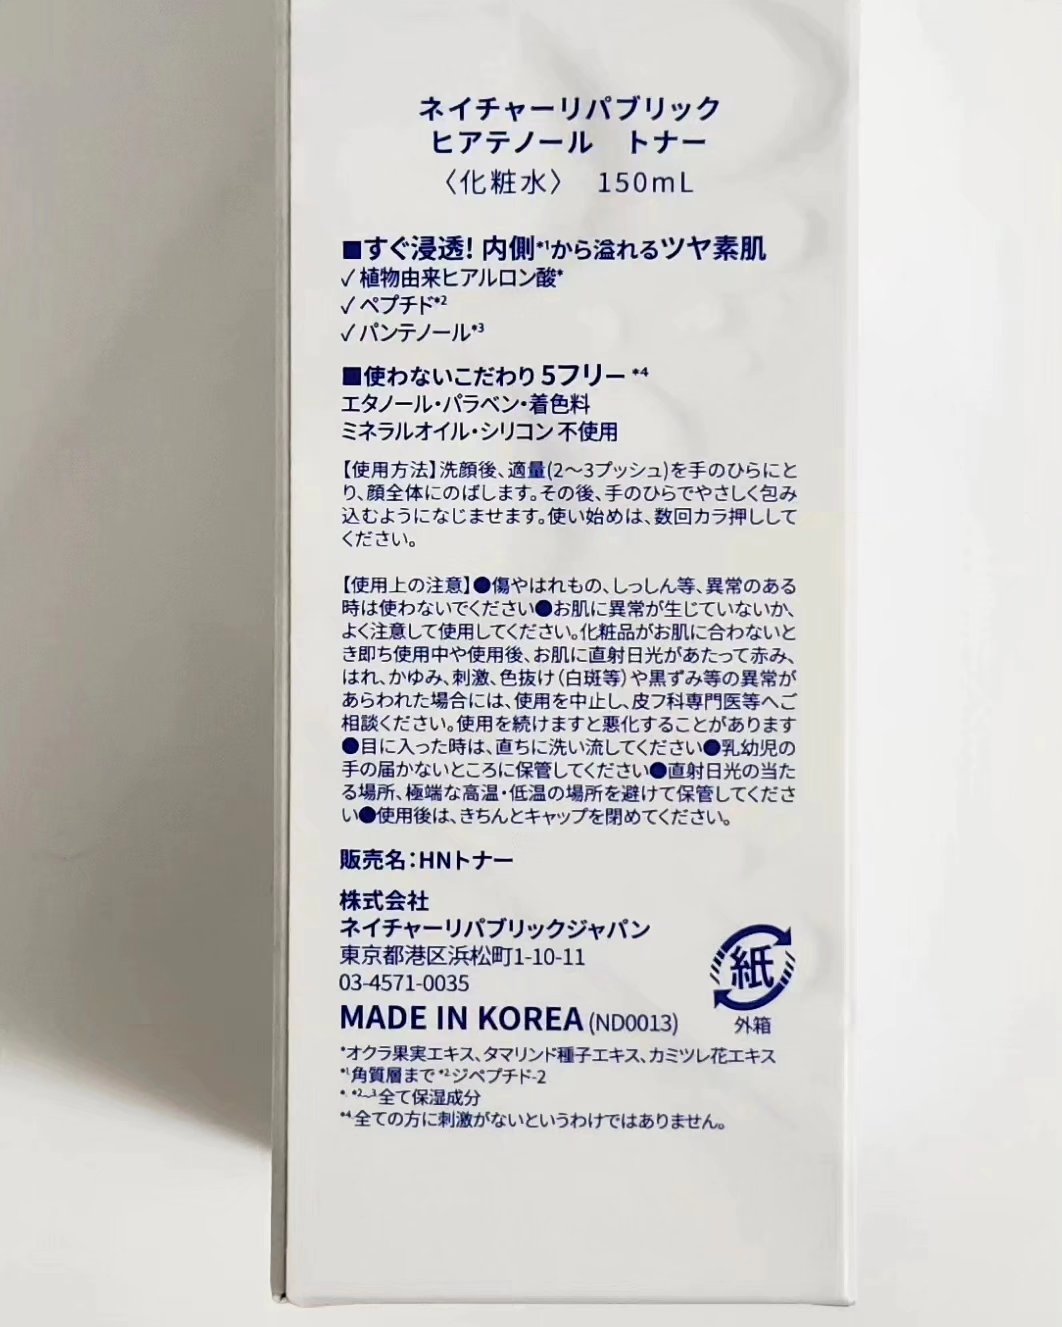 ネイチャーリパブリック
ヒアテノール　トナー
〈化粧水〉　150mL
■すぐ浸透! 内側*1から溢れるツヤ素肌
✓植物由来ヒアルロン酸*
✓ペプチド*2
✓パンテノール*3
■使わないこだわり 5フリー *4
エタノール・パラベン・着色料
ミネラルオイル・シリコン 不使用
【使用方法】洗顔後、適量(2〜3プッシュ)を手のひらにと
り、顔全体にのばします。その後、手のひらでやさしく包み
込むようになじませます。使い始めは、数回カラ押しして
ください。
【使用上の注意】●傷やはれもの、しっしん等、異常のある
時は使わないでください●お肌に異常が生じていないか、
よく注意して使用してください。化粧品がお肌に合わないと
き即ち使用中や使用後、お肌に直射日光があたって赤み、
はれ、かゆみ、刺激、色抜け(白斑等)や黒ずみ等の異常が
あらわれた場合には、使用を中止し、皮フ科専門医等へご
相談ください。使用を続けますと悪化することがあります
●目に入った時は、直ちに洗い流してください●乳幼児の
手の届かないところに保管してください●直射日光の当た
る場所、極端な高温・低温の場所を避けて保管してくださ
い●使用後は、きちんとキャップを閉めてください。
販売名：HNトナー
株式会社
ネイチャーリパブリックジャパン
東京都港区浜松町1-10-11
03-4571-0035
MADE IN KOREA (ND0013)
紙
外箱
*オクラ果実エキス、タマリンド種子エキス、カミツレ花エキス
*1角質層まで *2ジペプチド-2
*. *2〜3全て保湿成分
*4 全ての方に刺激がないというわけではありません。